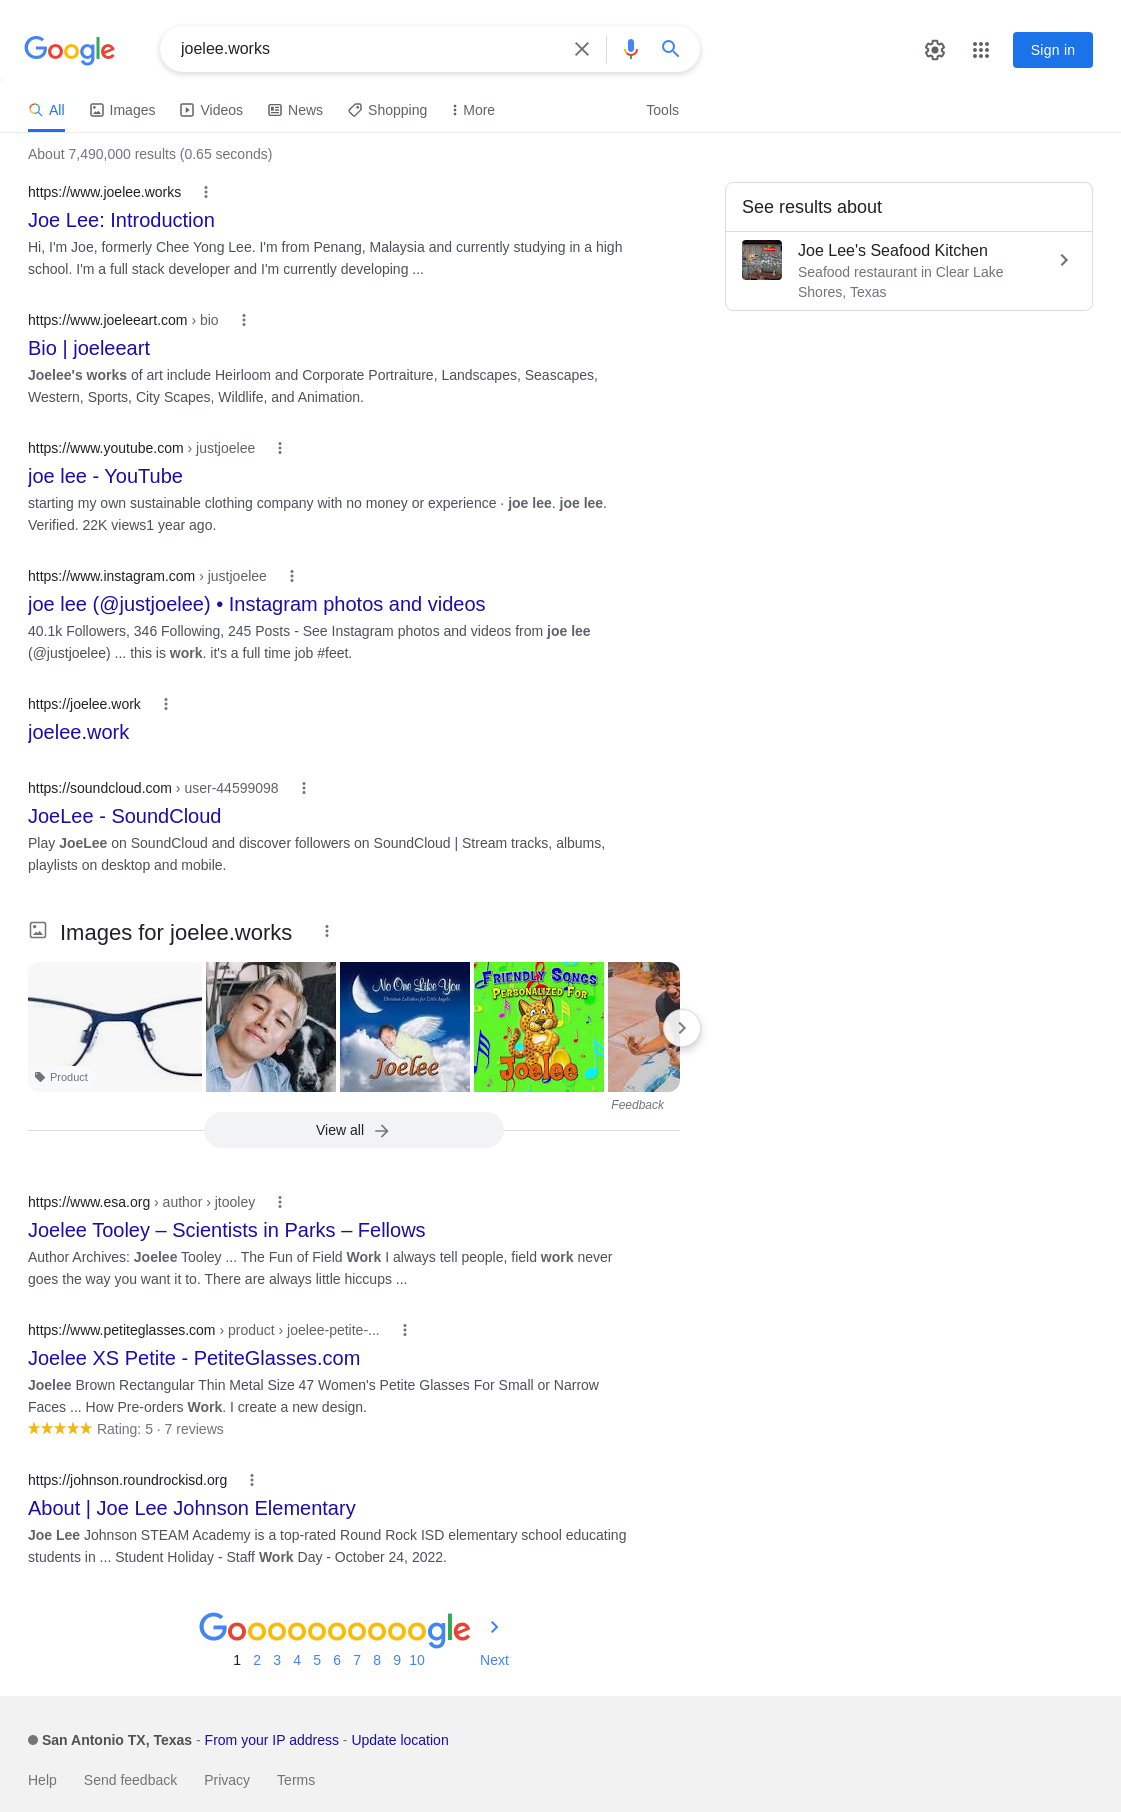 Google
joelee.works
Sign in
All
Images
Videos
News
Shopping
More
Tools
About 7,490,000 results (0.65 seconds)
https://www.joelee.works
Joe Lee: Introduction
Hi, I'm Joe, formerly Chee Yong Lee. I'm from Penang, Malaysia and currently studying in a high
school. I'm a full stack developer and I'm currently developing ...
See results about
Joe Lee's Seafood Kitchen
Seafood restaurant in Clear Lake
Shores, Texas
https://www.joeleeart.com › bio
Bio | joeleeart
Joelee's works of art include Heirloom and Corporate Portraiture, Landscapes, Seascapes,
Western, Sports, City Scapes, Wildlife, and Animation.
https://www.youtube.com › justjoelee
joe lee - YouTube
starting my own sustainable clothing company with no money or experience · joe lee. joe lee.
Verified. 22K views1 year ago.
https://www.instagram.com › justjoelee
joe lee (@justjoelee) • Instagram photos and videos
40.1k Followers, 346 Following, 245 Posts - See Instagram photos and videos from joe lee
(@justjoelee) ... this is work. it's a full time job #feet.
https://joelee.work
joelee.work
https://soundcloud.com › user-44599098
JoeLee - SoundCloud
Play JoeLee on SoundCloud and discover followers on SoundCloud | Stream tracks, albums,
playlists on desktop and mobile.
Images for joelee.works
Product
No One Like You
Christian Lullabies for Little Angels
Joelee
FRIENDLY SONGS
PERSONALIZED FOR
Joelee
Feedback
View all
https://www.esa.org › author › jtooley
Joelee Tooley – Scientists in Parks – Fellows
Author Archives: Joelee Tooley ... The Fun of Field Work I always tell people, field work never
goes the way you want it to. There are always little hiccups ...
https://www.petiteglasses.com › product › joelee-petite-...
Joelee XS Petite - PetiteGlasses.com
Joelee Brown Rectangular Thin Metal Size 47 Women's Petite Glasses For Small or Narrow
Faces ... How Pre-orders Work. I create a new design.
Rating: 5 · 7 reviews
https://johnson.roundrockisd.org
About | Joe Lee Johnson Elementary
Joe Lee Johnson STEAM Academy is a top-rated Round Rock ISD elementary school educating
students in ... Student Holiday - Staff Work Day - October 24, 2022.
Goooooooooogle
1 2 3 4 5 6 7 8 9 10 Next
San Antonio TX, Texas - From your IP address - Update location
Help
Send feedback
Privacy
Terms